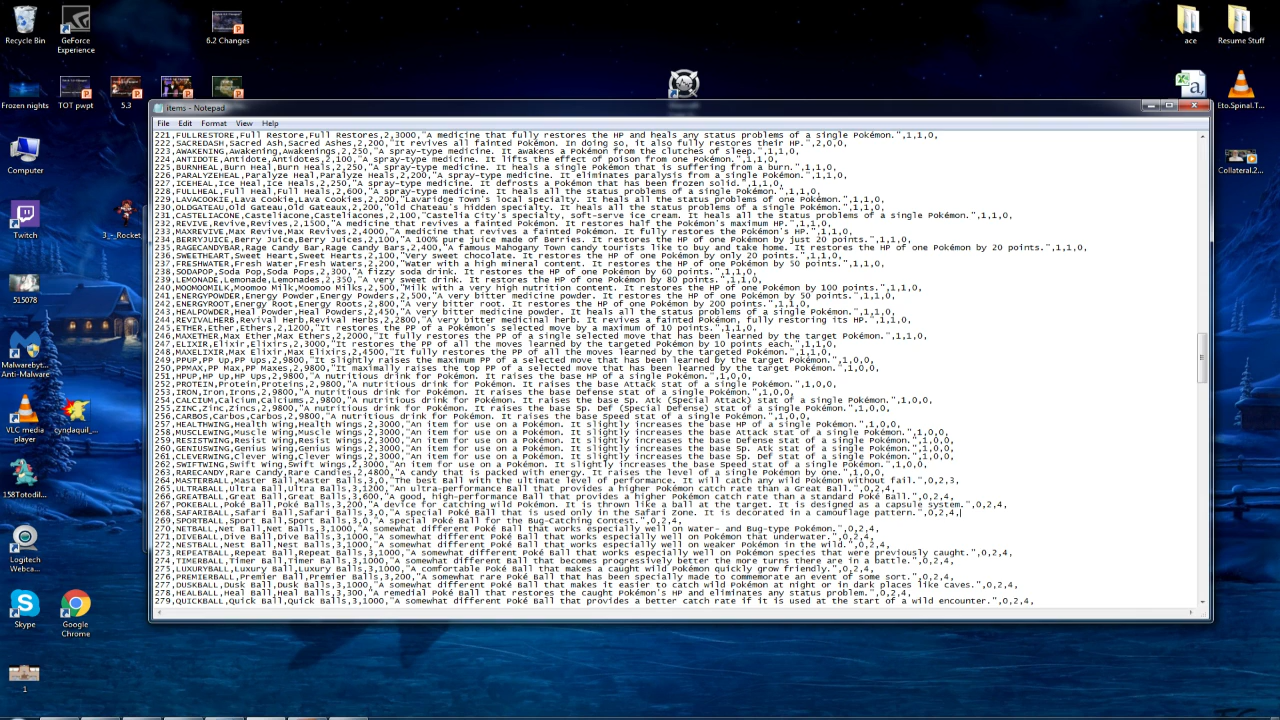 Recycle Bin
GeForce Experience
6.2 Changes
ace
Resume Stuff
Frozen nights
TOT pwpt
5.3
Eto.Spinal.T...
Computer
Collateral.2...
Twitch
3_-_Rocket
515078
Malwarebyt...
Anti-Malware
VLC media player
cyndaquil_...
158Totodil...
Logitech Webca...
Skype
Google Chrome
1
items - Notepad
File Edit Format View Help
221,FULLRESTORE,Full Restore,Full Restores,2,3000,"A medicine that fully restores the HP and heals any status problems of a single Pokémon.",1,1,0,
222,SACREDASH,Sacred Ash,Sacred Ashes,2,200,"It revives all fainted Pokémon. In doing so, it also fully restores their HP.",2,0,0,
223,AWAKENING,Awakening,Awakenings,2,250,"A spray-type medicine. It awakens a Pokémon from the clutches of sleep.",1,1,0,
224,ANTIDOTE,Antidote,Antidotes,2,100,"A spray-type medicine. It lifts the effect of poison from one Pokémon.",1,1,0,
225,BURNHEAL,Burn Heal,Burn Heals,2,250,"A spray-type medicine. It heals a single Pokémon that is suffering from a burn.",1,1,0,
226,PARALYZEHEAL,Paralyze Heal,Paralyze Heals,2,200,"A spray-type medicine. It eliminates paralysis from a single Pokémon.",1,1,0,
227,ICEHEAL,Ice Heal,Ice Heals,2,250,"A spray-type medicine. It defrosts a Pokémon that has been frozen solid.",1,1,0,
228,FULLHEAL,Full Heal,Full Heals,2,600,"A spray-type medicine. It heals all the status problems of a single Pokémon.",1,1,0,
229,LAVACOOKIE,Lava Cookie,Lava Cookies,2,200,"Lavaridge Town's local specialty. It heals all the status problems of one Pokémon.",1,1,0,
230,OLDGATEAU,Old Gateau,Old Gateaux,2,200,"Old Chateau's hidden specialty. It heals all the status problems of a single Pokémon.",1,1,0,
231,CASTELIACONE,Casteliacone,Casteliacones,2,100,"Castelia City's specialty, soft-serve ice cream. It heals all the status problems of a single Pokémon.",1,1,0,
232,REVIVE,Revive,Revives,2,1500,"A medicine that revives a fainted Pokémon. It restores half the Pokémon's maximum HP.",1,1,0,
233,MAXREVIVE,Max Revive,Max Revives,2,4000,"A medicine that revives a fainted Pokémon. It fully restores the Pokémon's HP.",1,1,0,
234,BERRYJUICE,Berry Juice,Berry Juices,2,100,"A 100% pure juice made of Berries. It restores the HP of one Pokémon by just 20 points.",1,1,0,
235,RAGECANDYBAR,Rage Candy Bar,Rage Candy Bars,2,400,"A famous Mahogany Town candy tourists like to buy and take home. It restores the HP of one Pokémon by 20 points.",1,1,0,
236,SWEETHEART,Sweet Heart,Sweet Hearts,2,100,"Very sweet chocolate. It restores the HP of one Pokémon by only 20 points.",1,1,0,
237,FRESHWATER,Fresh Water,Fresh Waters,2,200,"Water with a high mineral content. It restores the HP of one Pokémon by 50 points.",1,1,0,
238,SODAPOP,Soda Pop,Soda Pops,2,300,"A fizzy soda drink. It restores the HP of one Pokémon by 60 points.",1,1,0,
239,LEMONADE,Lemonade,Lemonades,2,350,"A very sweet drink. It restores the HP of one Pokémon by 80 points.",1,1,0,
240,MOOMOOMILK,Moomoo Milk,Moomoo Milks,2,500,"Milk with a very high nutrition content. It restores the HP of one Pokémon by 100 points.",1,1,0,
241,ENERGYPOWDER,Energy Powder,Energy Powders,2,500,"A very bitter medicine powder. It restores the HP of one Pokémon by 50 points.",1,1,0,
242,ENERGYROOT,Energy Root,Energy Roots,2,800,"A very bitter root. It restores the HP of one Pokémon by 200 points.",1,1,0,
243,HEALPOWDER,Heal Powder,Heal Powders,2,450,"A very bitter medicine powder. It heals all the status problems of a single Pokémon.",1,1,0,
244,REVIVALHERB,Revival Herb,Revival Herbs,2,2800,"A very bitter medicinal herb. It revives a fainted Pokémon, fully restoring its HP.",1,1,0,
245,ETHER,Ether,Ethers,2,1200,"It restores the PP of a Pokémon's selected move by a maximum of 10 points.",1,1,0,
246,MAXETHER,Max Ether,Max Ethers,2,2000,"It fully restores the PP of a single selected move that has been learned by the target Pokémon.",1,1,0,
247,ELIXIR,Elixir,Elixirs,2,3000,"It restores the PP of all the moves learned by the targeted Pokémon by 10 points each.",1,1,0,
248,MAXELIXIR,Max Elixir,Max Elixirs,2,4500,"It fully restores the PP of all the moves learned by the targeted Pokémon.",1,1,0,
249,PPUP,PP Up,PP Ups,2,9800,"It slightly raises the maximum PP of a selected move that has been learned by the target Pokémon.",1,0,0,
250,PPMAX,PP Max,PP Maxes,2,9800,"It maximally raises the top PP of a selected move that has been learned by the target Pokémon.",1,0,0,
251,HPUP,HP Up,HP Ups,2,9800,"A nutritious drink for Pokémon. It raises the base HP of a single Pokémon.",1,0,0,
252,PROTEIN,Protein,Proteins,2,9800,"A nutritious drink for Pokémon. It raises the base Attack stat of a single Pokémon.",1,0,0,
253,IRON,Iron,Irons,2,9800,"A nutritious drink for Pokémon. It raises the base Defense stat of a single Pokémon.",1,0,0,
254,CALCIUM,Calcium,Calciums,2,9800,"A nutritious drink for Pokémon. It raises the base Sp. Atk (Special Attack) stat of a single Pokémon.",1,0,0,
255,ZINC,Zinc,Zincs,2,9800,"A nutritious drink for Pokémon. It raises the base Sp. Def (Special Defense) stat of a single Pokémon.",1,0,0,
256,CARBOS,Carbos,Carbos,2,9800,"A nutritious drink for Pokémon. It raises the base Speed stat of a single Pokémon.",1,0,0,
257,HEALTHWING,Health Wing,Health Wings,2,3000,"An item for use on a Pokémon. It slightly increases the base HP of a single Pokémon.",1,0,0,
258,MUSCLEWING,Muscle Wing,Muscle Wings,2,3000,"An item for use on a Pokémon. It slightly increases the base Attack stat of a single Pokémon.",1,0,0,
259,RESISTWING,Resist Wing,Resist Wings,2,3000,"An item for use on a Pokémon. It slightly increases the base Defense stat of a single Pokémon.",1,0,0,
260,GENIUSWING,Genius Wing,Genius Wings,2,3000,"An item for use on a Pokémon. It slightly increases the base Sp. Atk stat of a single Pokémon.",1,0,0,
261,CLEVERWING,Clever Wing,Clever Wings,2,3000,"An item for use on a Pokémon. It slightly increases the base Sp. Def stat of a single Pokémon.",1,0,0,
262,SWIFTWING,Swift Wing,Swift Wings,2,3000,"An item for use on a Pokémon. It slightly increases the base Speed stat of a single Pokémon.",1,0,0,
263,RARECANDY,Rare Candy,Rare Candies,2,4800,"A candy that is packed with energy. It raises the level of a single Pokémon by one.",1,0,0,
264,MASTERBALL,Master Ball,Master Balls,3,0,"The best Ball with the ultimate level of performance. It will catch any wild Pokémon without fail.",0,2,3,
265,ULTRABALL,Ultra Ball,Ultra Balls,3,1200,"An ultra-performance Ball that provides a higher Pokémon catch rate than a Great Ball.",0,2,4,
266,GREATBALL,Great Ball,Great Balls,3,600,"A good, high-performance Ball that provides a higher Pokémon catch rate than a standard Poké Ball.",0,2,4,
267,POKEBALL,Poké Ball,Poké Balls,3,200,"A device for catching wild Pokémon. It is thrown like a ball at the target. It is designed as a capsule system.",0,2,4,
268,SAFARIBALL,Safari Ball,Safari Balls,3,0,"A special Poké Ball that is used only in the Safari Zone. It is decorated in a camouflage pattern.",0,2,4,
269,SPORTBALL,Sport Ball,Sport Balls,3,0,"A special Poké Ball for the Bug-Catching Contest.",0,2,4,
270,NETBALL,Net Ball,Net Balls,3,1000,"A somewhat different Poké Ball that works especially well on water- and Bug-type Pokémon.",0,2,4,
271,DIVEBALL,Dive Ball,Dive Balls,3,1000,"A somewhat different Poké Ball that works especially well on Pokémon that underwater.",0,2,4,
272,NESTBALL,Nest Ball,Nest Balls,3,1000,"A somewhat different Poké Ball that works especially well on weaker Pokémon in the wild.",0,2,4,
273,REPEATBALL,Repeat Ball,Repeat Balls,3,1000,"A somewhat different Poké Ball that works especially well on Pokémon species that were previously caught.",0,2,4,
274,TIMERBALL,Timer Ball,Timer Balls,3,1000,"A somewhat different Ball that becomes progressively better the more turns there are in a battle.",0,2,4,
275,LUXURYBALL,Luxury Ball,Luxury Balls,3,1000,"A comfortable Poké Ball that makes a caught wild Pokémon quickly grow friendly.",0,2,4,
276,PREMIERBALL,Premier Ball,Premier Balls,3,200,"A somewhat rare Poké Ball that has been specially made to commemorate an event of some sort.",0,2,4,
277,DUSKBALL,Dusk Ball,Dusk Balls,3,1000,"A somewhat different Poké Ball that makes it easier to catch wild Pokémon at night or in dark places like caves.",0,2,4,
278,HEALBALL,Heal Ball,Heal Balls,3,300,"A remedial Poké Ball that restores the caught Pokémon's HP and eliminates any status problem.",0,2,4,
279,QUICKBALL,Quick Ball,Quick Balls,3,1000,"A somewhat different Poké Ball that provides a better catch rate if it is used at the start of a wild encounter.",0,2,4,